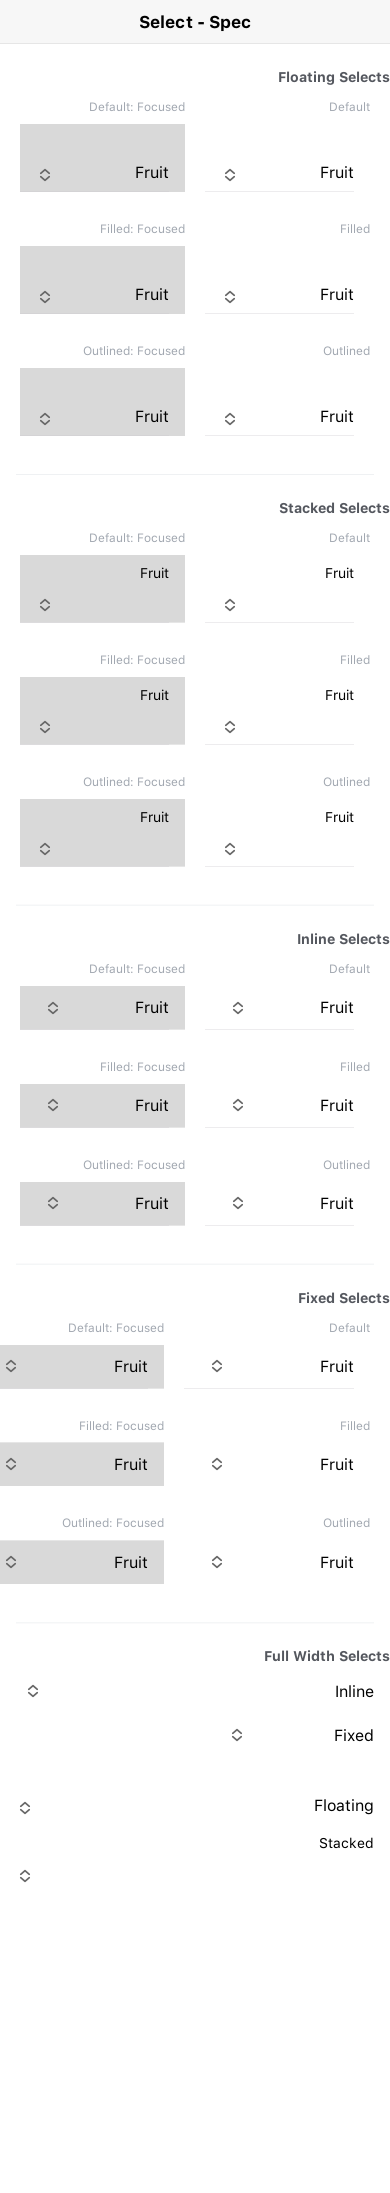 Select - Spec
Floating Selects
Default: Focused
Default
Fruit
Fruit
Filled: Focused
Filled
Fruit
Fruit
Outlined: Focused
Outlined
Fruit
Fruit
Stacked Selects
Default: Focused
Default
Fruit
Fruit
Filled: Focused
Filled
Fruit
Fruit
Outlined: Focused
Outlined
Fruit
Fruit
Inline Selects
Default: Focused
Default
Fruit
Fruit
Filled: Focused
Filled
Fruit
Fruit
Outlined: Focused
Outlined
Fruit
Fruit
Fixed Selects
Default: Focused
Default
Fruit
Fruit
Filled: Focused
Filled
Fruit
Fruit
Outlined: Focused
Outlined
Fruit
Fruit
Full Width Selects
Inline
Fixed
Floating
Stacked